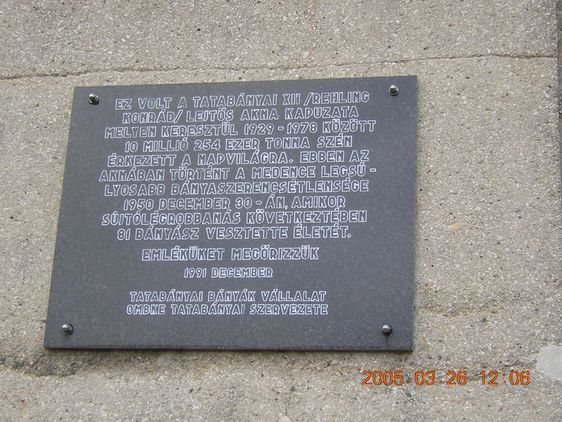 EZ VOLT A TATABÁNYAI XII /REHLING
KONRÁD/ LEJTŐS AKNA KAPUZATA
MELYEN KERESZTÜL 1929-1978 KÖZÖTT
10 MILLIÓ 254 EZER TONNA SZÉN
ÉRKEZETT A NAPVILÁGRA. EBBEN AZ
AKNÁBAN TÖRTÉNT A MEDENCE LEGSÚ-
LYOSABB BÁNYASZERENCSÉTLENSÉGE
1950 DECEMBER 30-ÁN, AMIKOR
SÚJTÓLÉGROBBANÁS KÖVETKEZTÉBEN
81 BÁNYÁSZ VESZTETTE ÉLETÉT.
EMLÉKÜKET MEGŐRIZZÜK
1991 DECEMBER
TATABÁNYAI BÁNYÁK VÁLLALAT
OMBKE TATABÁNYAI SZERVEZETE
2005.03.26 12:06